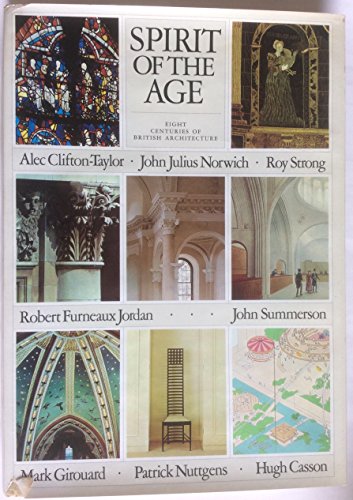 SPIRIT
OF THE
AGE
EIGHT
CENTURIES OF
BRITISH ARCHITECTURE
Alec Clifton-Taylor · John Julius Norwich · Roy Strong
Robert Furneaux Jordan · · · John Summerson
Mark Girouard · Patrick Nuttgens · Hugh Casson